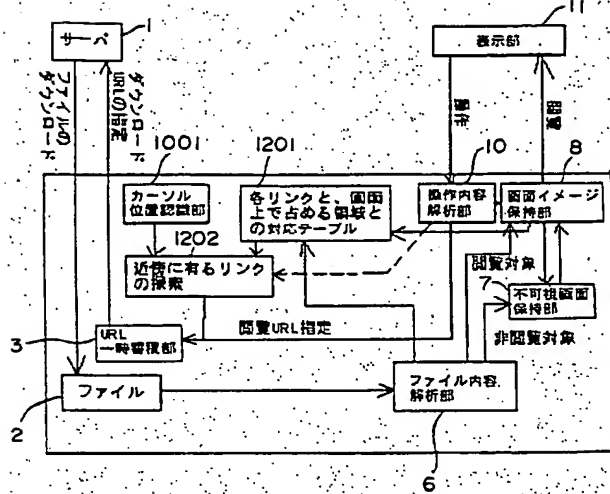 1
サーバ
11
表示部
ファイルの
ダウンロード
URLの指定
ダウンロード
操作
閲覧
1001
カーソル
位置認識部
1201
各リンクと、画面
上で占める領域と
の対応テーブル
10
操作内容
解析部
8
画面イメージ
保持部
1202
近傍に有るリンク
の探索
閲覧対象
7
不可視画面
保持部
3
URL
一時蓄積部
閲覧URL指定
非閲覧対象
2
ファイル
ファイル内容
解析部
6